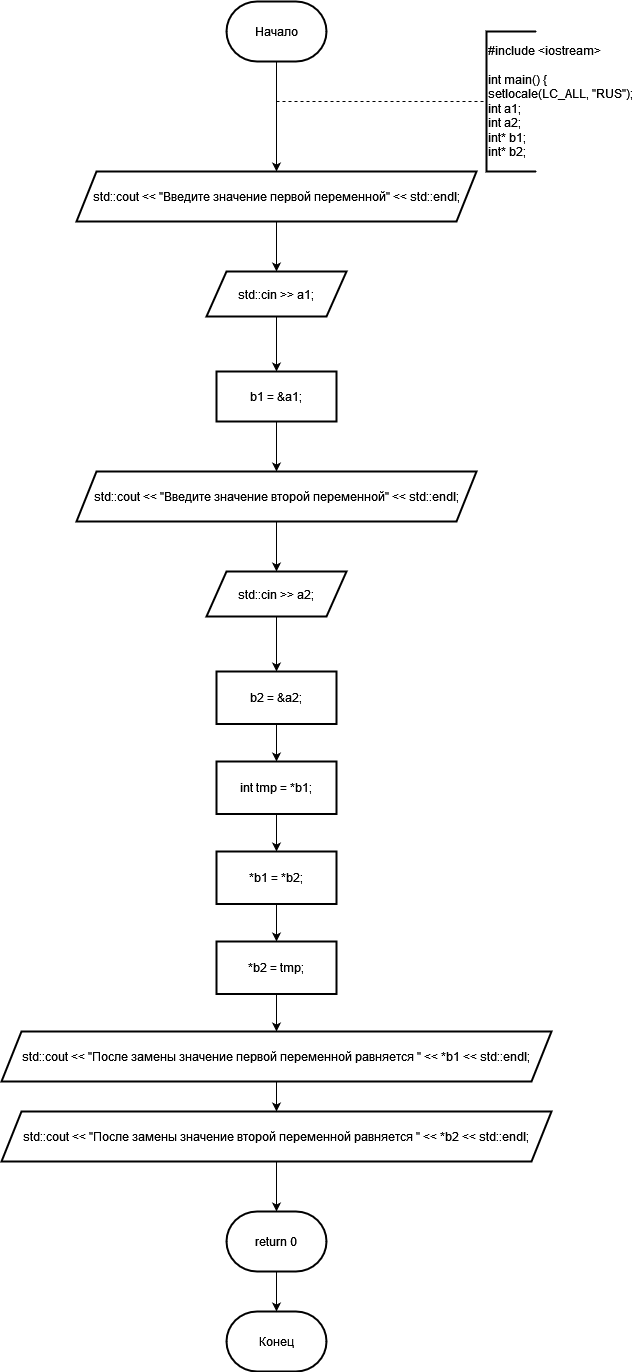 Начало
#include <iostream>
int main() {
setlocale(LC_ALL, "RUS");
int a1;
int a2;
int* b1;
int* b2;
std::cout << "Введите значение первой переменной" << std::endl;
std::cin >> a1;
b1 = &a1;
std::cout << "Введите значение второй переменной" << std::endl;
std::cin >> a2;
b2 = &a2;
int tmp = *b1;
*b1 = *b2;
*b2 = tmp;
std::cout << "После замены значение первой переменной равняется " << *b1 << std::endl;
std::cout << "После замены значение второй переменной равняется " << *b2 << std::endl;
return 0
Конец